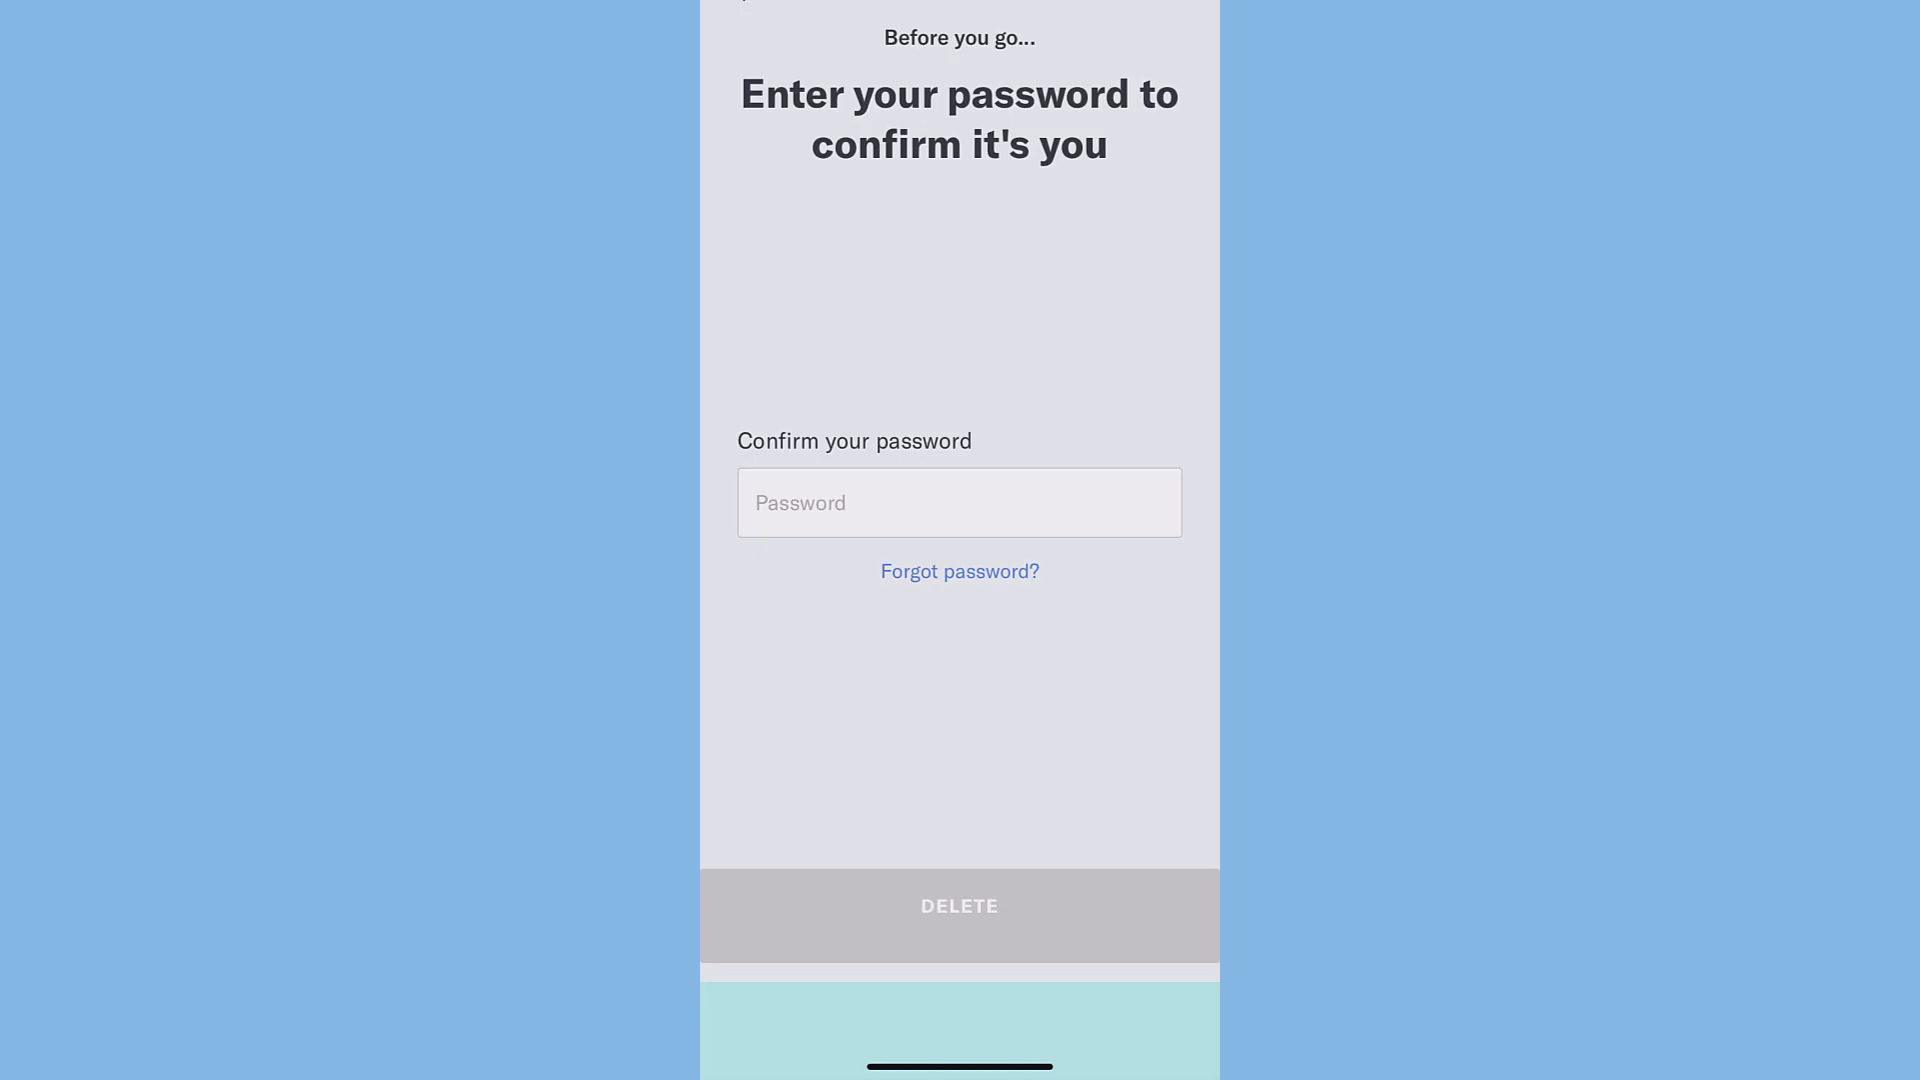 Before you go...
Enter your password to
confirm it's you
Confirm your password
Password
Forgot password?
DELETE